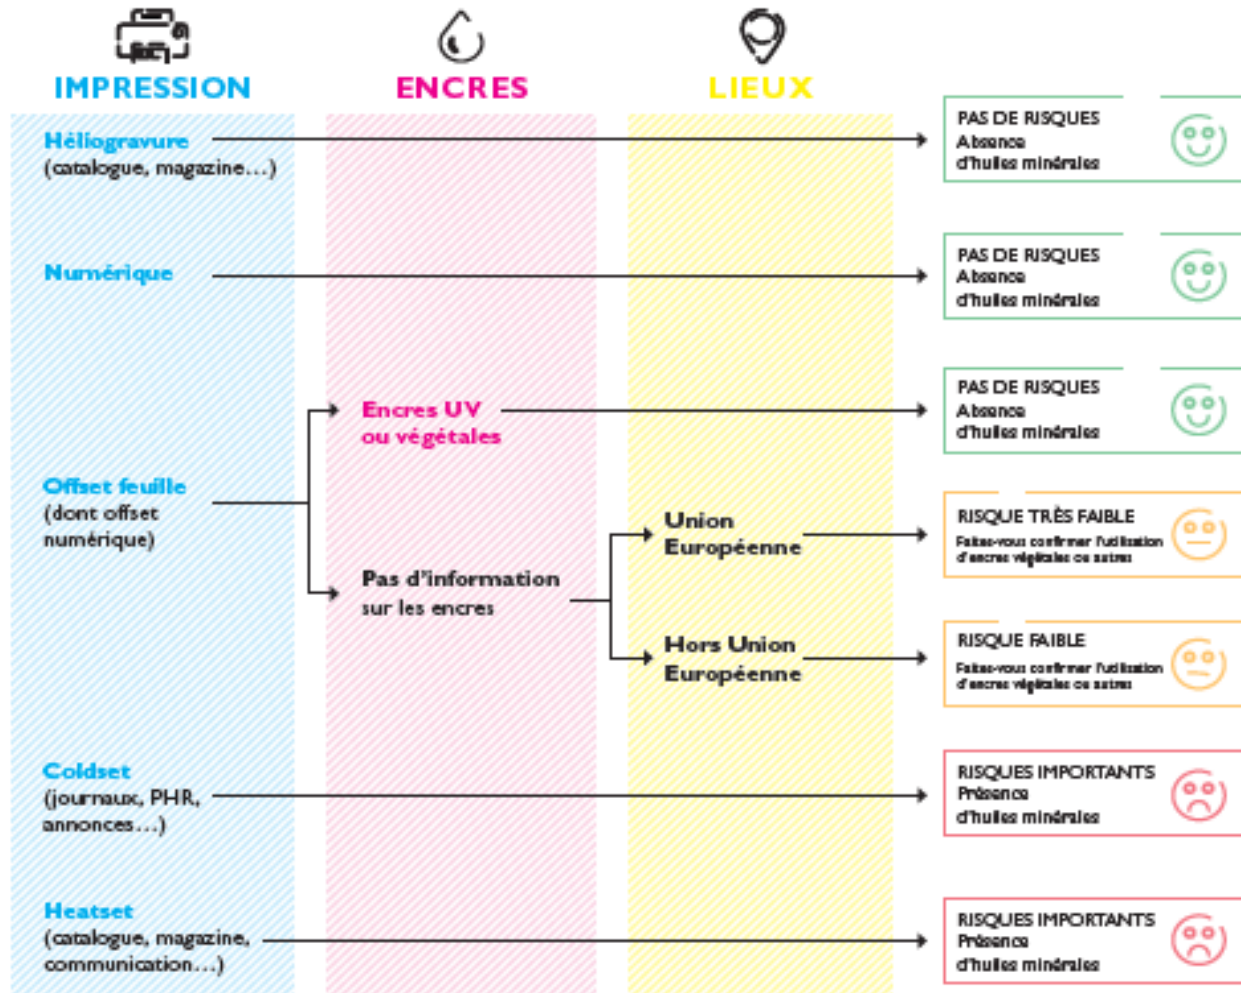 IMPRESSION
ENCRES
LIEUX
Héliogravure
(catalogue, magazine…)
PAS DE RISQUES
Absence
d'huiles minérales
Numérique
PAS DE RISQUES
Absence
d'huiles minérales
Encres UV
ou végétales
PAS DE RISQUES
Absence
d'huiles minérales
Offset feuille
(dont offset
numérique)
Pas d'information
sur les encres
Union
Européenne
RISQUE TRÈS FAIBLE
Faites-vous confirmer l'utilisation
d'encres végétales ou autres
Hors Union
Européenne
RISQUE FAIBLE
Faites-vous confirmer l'utilisation
d'encres végétales ou autres
Coldset
(journaux, PHR,
annonces…)
RISQUES IMPORTANTS
Présence
d'huiles minérales
Heatset
(catalogue, magazine,
communication…)
RISQUES IMPORTANTS
Présence
d'huiles minérales